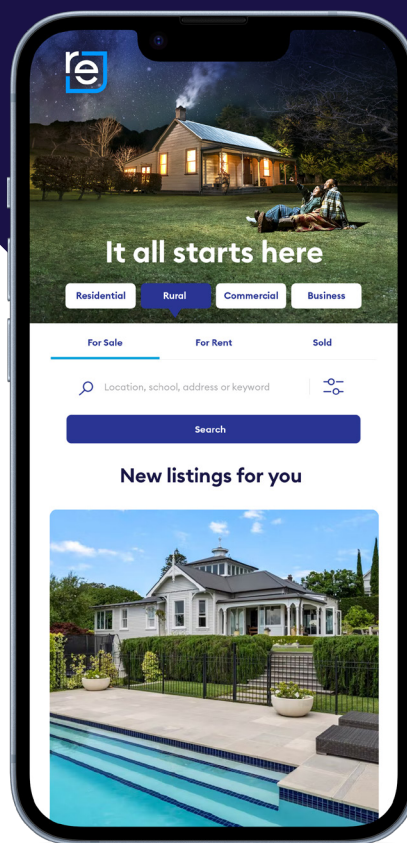 re
It all starts here
Residential Rural Commercial Business
For Sale For Rent Sold
Location, school, address or keyword
Search
New listings for you